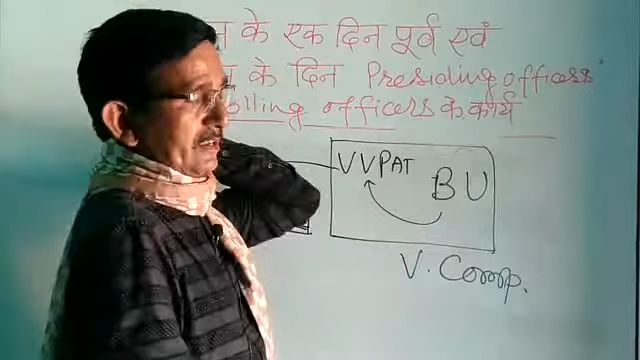 के एक दिन पूर्व एवं
के दिन Presiding officers
olling officers के कार्य
VVPAT
BU
V. Comp.